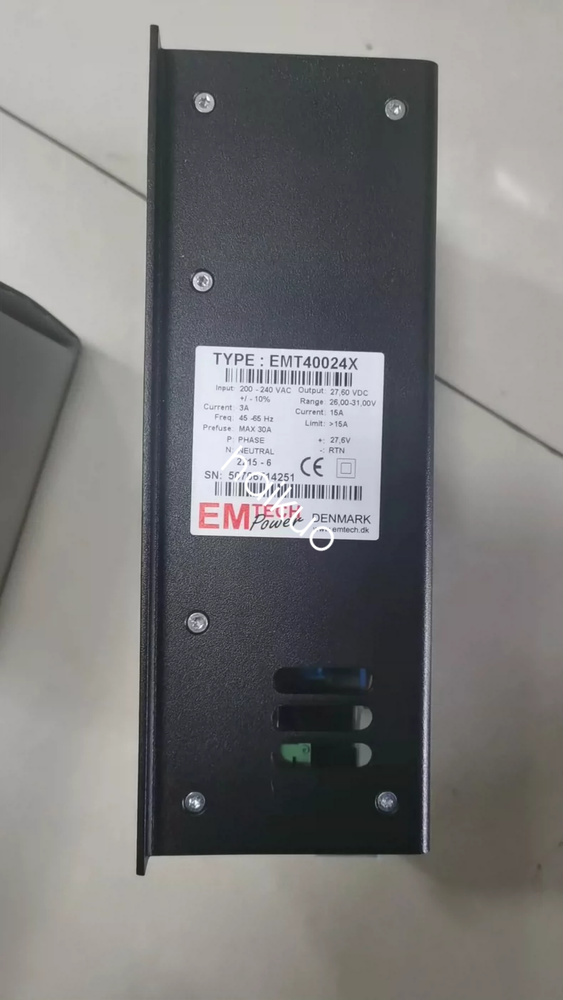 TYPE : EMT40024X
Input: 200 - 240 VAC Output: 27,60 VDC
+/- 10% Range: 26,00-31,00V
Current: 3A Current: 15A
Freq. 45 -65 Hz Limit: >15A
Prefuse: MAX 30A
P: PHASE +: 27,6V
N: NEUTRAL -: RTN
- 6 CE
SN:
EMTECH
Power DENMARK
emtech.dk